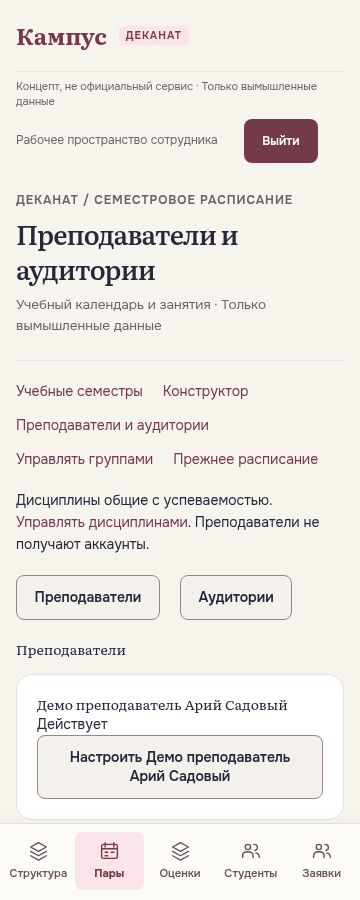 Кампус ДЕКАНАТ
Концепт, не официальный сервис · Только вымышленные
данные
Рабочее пространство сотрудника Выйти
ДЕКАНАТ / СЕМЕСТРОВОЕ РАСПИСАНИЕ
Преподаватели и
аудитории
Учебный календарь и занятия · Только
вымышленные данные
Учебные семестры Конструктор
Преподаватели и аудитории
Управлять группами Прежнее расписание
Дисциплины общие с успеваемостью.
Управлять дисциплинами. Преподаватели не
получают аккаунты.
Преподаватели Аудитории
Преподаватели
Демо преподаватель Арий Садовый
Действует
Настроить Демо преподаватель
Арий Садовый
Структура Пары Оценки Студенты Заявки